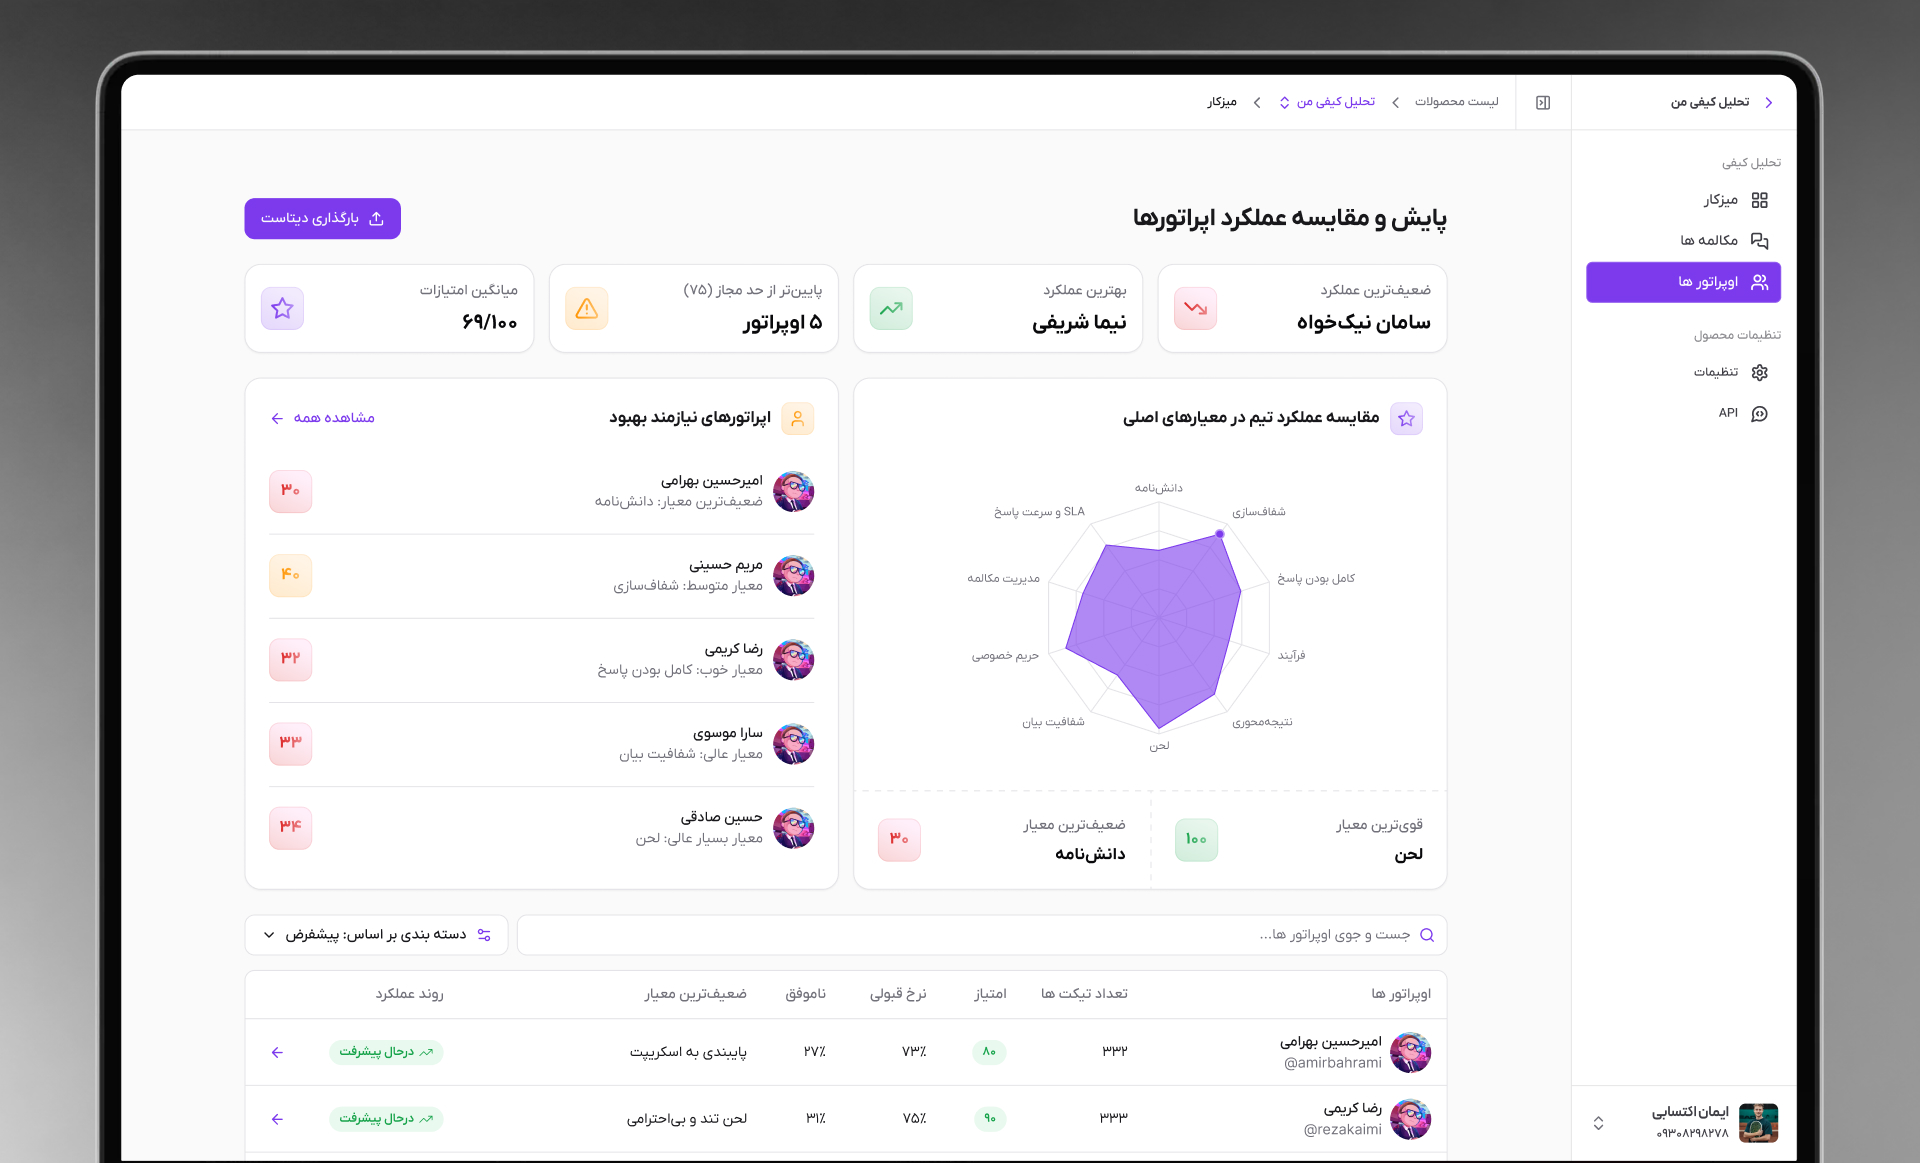 تحلیل کیفی من
لیست محصولات
تحلیل کیفی من
میزکار
تحلیل کیفی
میزکار
مکالمه ها
اوپراتور ها
تنظیمات محصول
تنظیمات
API
ایمان اکتسابی
۰۹۳۰۸۲۹۸۲۷۸
پایش و مقایسه عملکرد اپراتورها
بارگذاری دیتاست
ضعیف‌ترین عملکرد
سامان نیک‌خواه
بهترین عملکرد
نیما شریفی
پایین‌تر از حد مجاز (۷۵)
۵ اوپراتور
میانگین امتیازات
۶۹/۱۰۰
مقایسه عملکرد تیم در معیارهای اصلی
دانش‌نامه
شفاف‌سازی
SLA و سرعت پاسخ
کامل بودن پاسخ
مدیریت مکالمه
فرآیند
حریم خصوصی
نتیجه‌محوری
شفافیت بیان
لحن
قوی‌ترین معیار
لحن
۱۰۰
ضعیف‌ترین معیار
دانش‌نامه
۳۰
اپراتورهای نیازمند بهبود
مشاهده همه
امیرحسین بهرامی
ضعیف‌ترین معیار: دانش‌نامه
۳۰
مریم حسینی
معیار متوسط: شفاف‌سازی
۴۰
رضا کریمی
معیار خوب: کامل بودن پاسخ
۳۲
سارا موسوی
معیار عالی: شفافیت بیان
۳۳
حسین صادقی
معیار بسیار عالی: لحن
۳۴
جست و جوی اوپراتور ها...
دسته بندی بر اساس: پیشفرض
اوپراتور ها تعداد تیکت ها امتیاز نرخ قبولی ناموفق ضعیف‌ترین معیار روند عملکرد
امیرحسین بهرامی
@amirbahrami
۳۳۲ ۸۰ ۷۳٪ ۲۷٪ پایبندی به اسکریپت درحال پیشرفت
رضا کریمی
@rezakaimi
۳۳۳ ۹۰ ۷۵٪ ۳۱٪ لحن تند و بی‌احترامی درحال پیشرفت